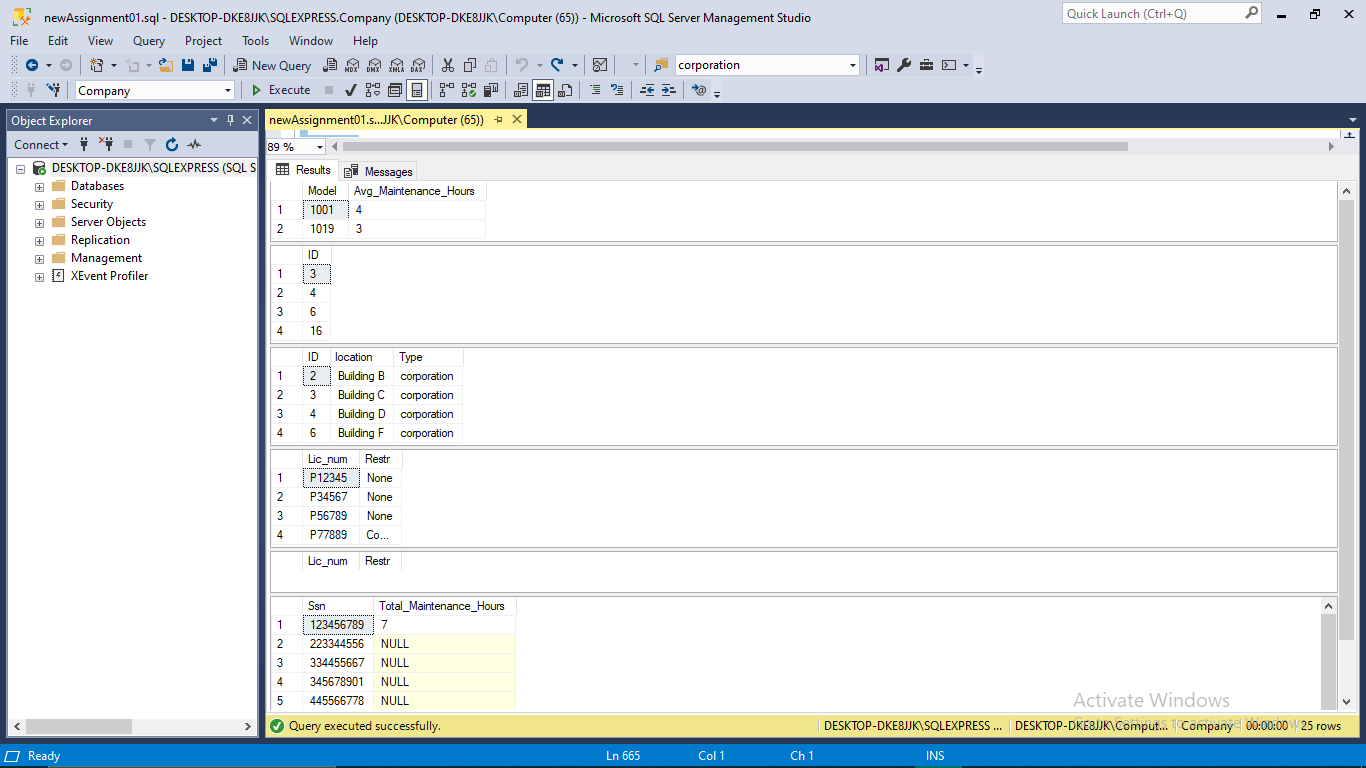 newAssignment01.sql - DESKTOP-DKE8JJK\SQLEXPRESS.Company (DESKTOP-DKE8JJK\Computer (65)) - Microsoft SQL Server Management Studio
Quick Launch (Ctrl+Q)
File Edit View Query Project Tools Window Help
New Query MDX DMX XMLA DAX corporation
Company Execute
Object Explorer
newAssignment01.s...JJK\Computer (65))
Connect
89 %
DESKTOP-DKE8JJK\SQLEXPRESS (SQL S
Databases
Security
Server Objects
Replication
Management
XEvent Profiler
Results Messages
Model Avg_Maintenance_Hours
1 1001 4
2 1019 3
ID
1 3
2 4
3 6
4 16
ID location Type
1 2 Building B corporation
2 3 Building C corporation
3 4 Building D corporation
4 6 Building F corporation
Lic_num Restr
1 P12345 None
2 P34567 None
3 P56789 None
4 P77889 Co...
Lic_num Restr
Ssn Total_Maintenance_Hours
1 123456789 7
2 223344556 NULL
3 334455667 NULL
4 345678901 NULL
5 445566778 NULL
Activate Windows
Go to Settings to activate Windows.
Query executed successfully. DESKTOP-DKE8JJK\SQLEXPRESS ... DESKTOP-DKE8JJK\Comput... Company 00:00:00 25 rows
Ready Ln 665 Col 1 Ch 1 INS